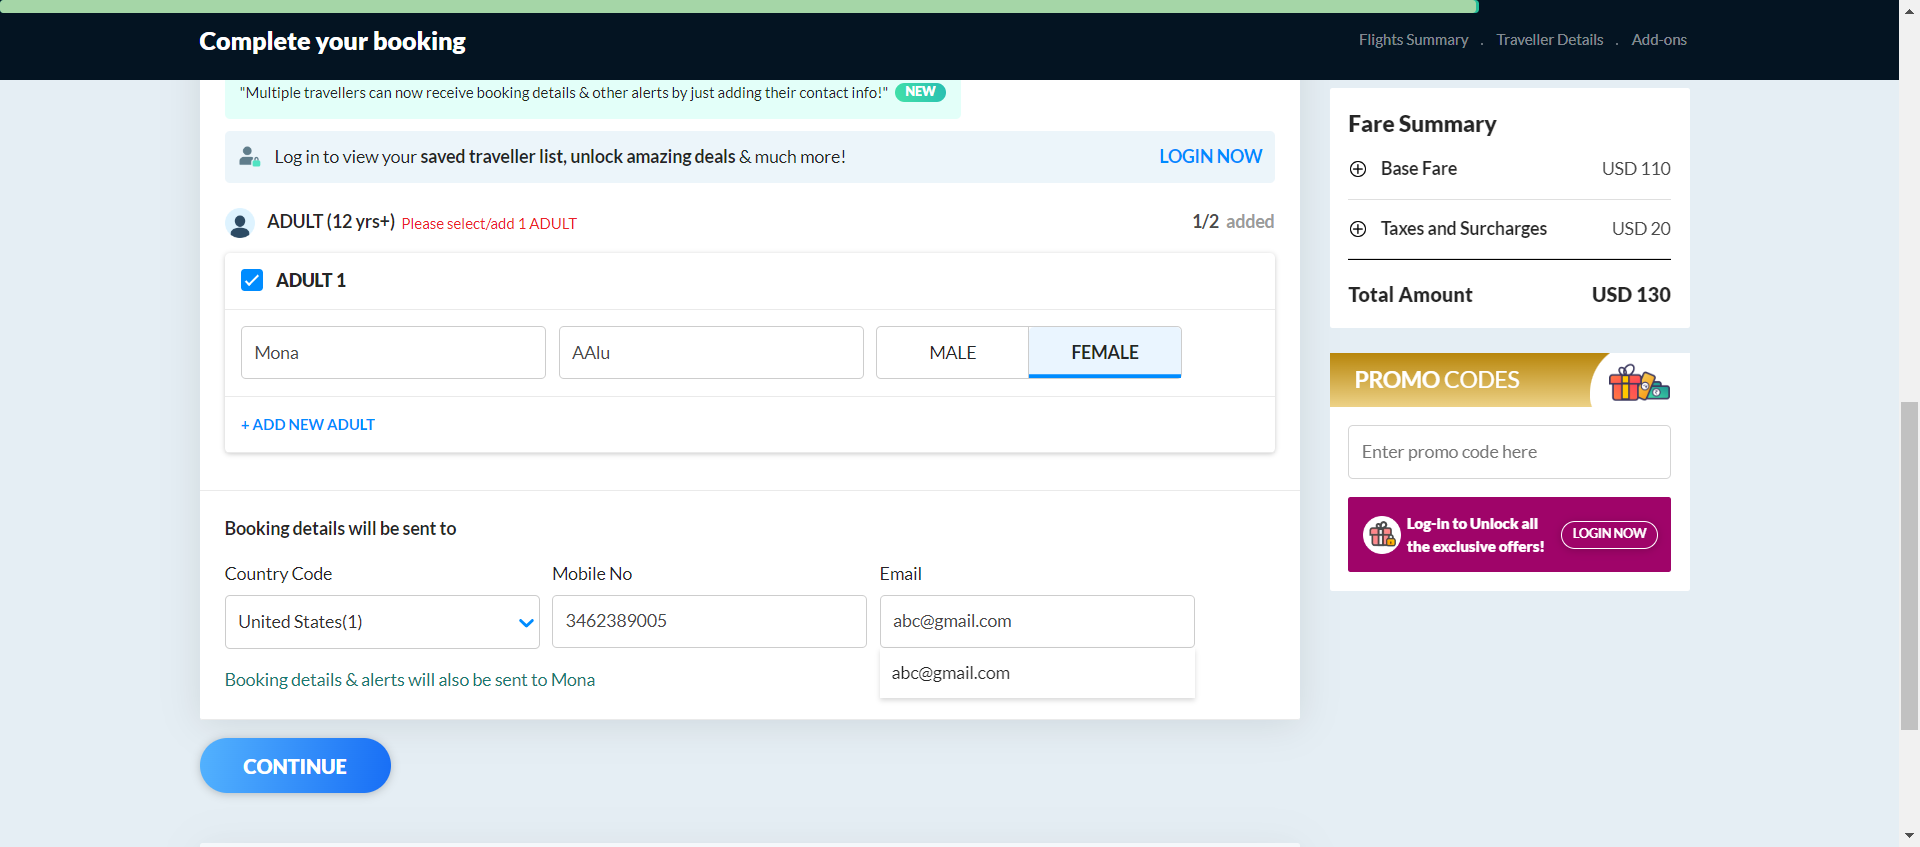 Complete your booking
Flights Summary . Traveller Details . Add-ons
"Multiple travellers can now receive booking details & other alerts by just adding their contact info!" NEW
Log in to view your saved traveller list, unlock amazing deals & much more!
LOGIN NOW
ADULT (12 yrs+) Please select/add 1 ADULT
1/2 added
ADULT 1
Mona
AAlu
MALE
FEMALE
+ ADD NEW ADULT
Booking details will be sent to
Country Code
Mobile No
Email
United States(1)
3462389005
abc@gmail.com
abc@gmail.com
Booking details & alerts will also be sent to Mona
CONTINUE
Fare Summary
Base Fare USD 110
Taxes and Surcharges USD 20
Total Amount USD 130
PROMO CODES
Enter promo code here
Log-in to Unlock all
the exclusive offers!
LOGIN NOW